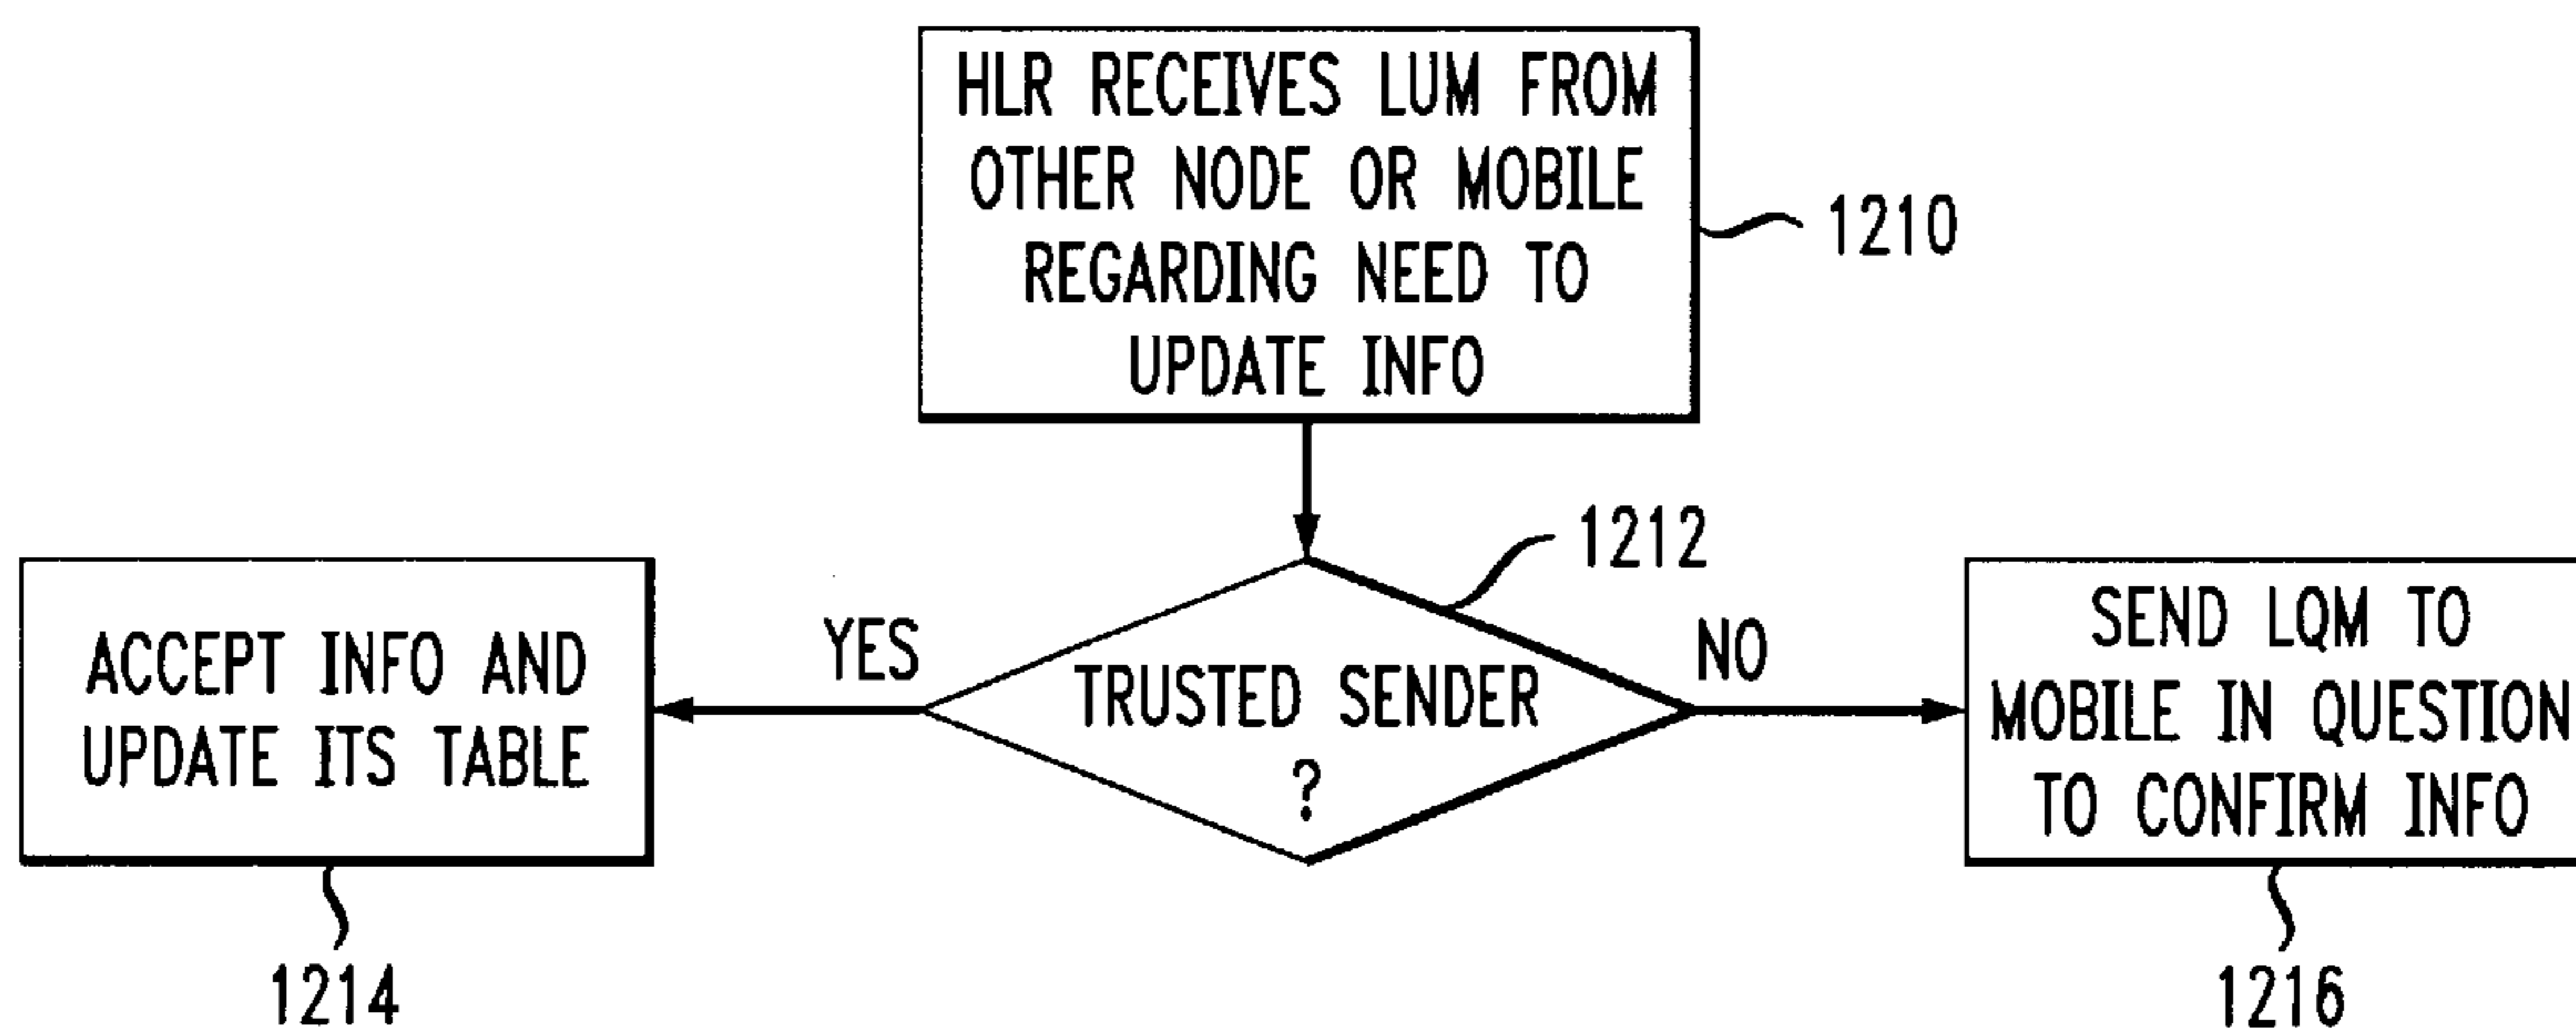 HLR RECEIVES LUM FROM
OTHER NODE OR MOBILE
REGARDING NEED TO
UPDATE INFO
1210
1212
TRUSTED SENDER
?
YES
NO
ACCEPT INFO AND
UPDATE ITS TABLE
1214
SEND LQM TO
MOBILE IN QUESTION
TO CONFIRM INFO
1216